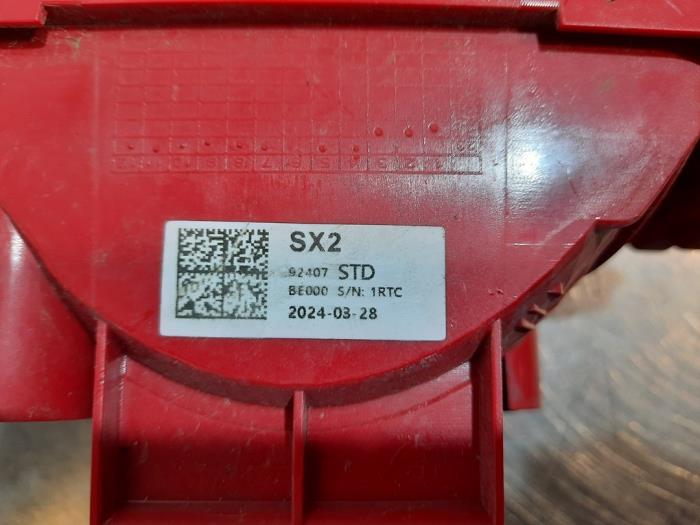 SX2
92407 STD
BE000 S/N: 1RTC
2024-03-28